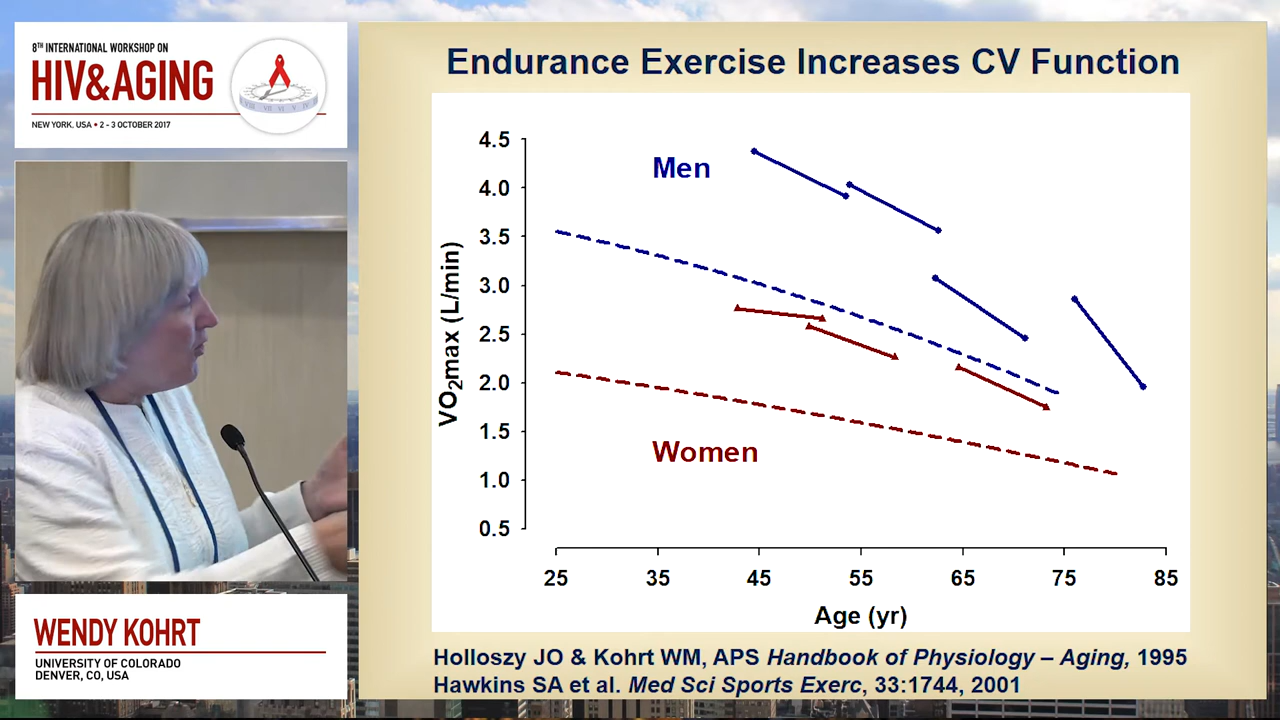 8TH INTERNATIONAL WORKSHOP ON
HIV&AGING
NEW YORK, USA • 2 - 3 OCTOBER 2017
VIII VII VI V IV
WENDY KOHRT
UNIVERSITY OF COLORADO
DENVER, CO, USA
Endurance Exercise Increases CV Function
4.5
4.0
3.5
3.0
2.5
2.0
1.5
1.0
0.5
VO2max (L/min)
Men
Women
25 35 45 55 65 75 85
Age (yr)
Holloszy JO & Kohrt WM, APS Handbook of Physiology – Aging, 1995
Hawkins SA et al. Med Sci Sports Exerc, 33:1744, 2001